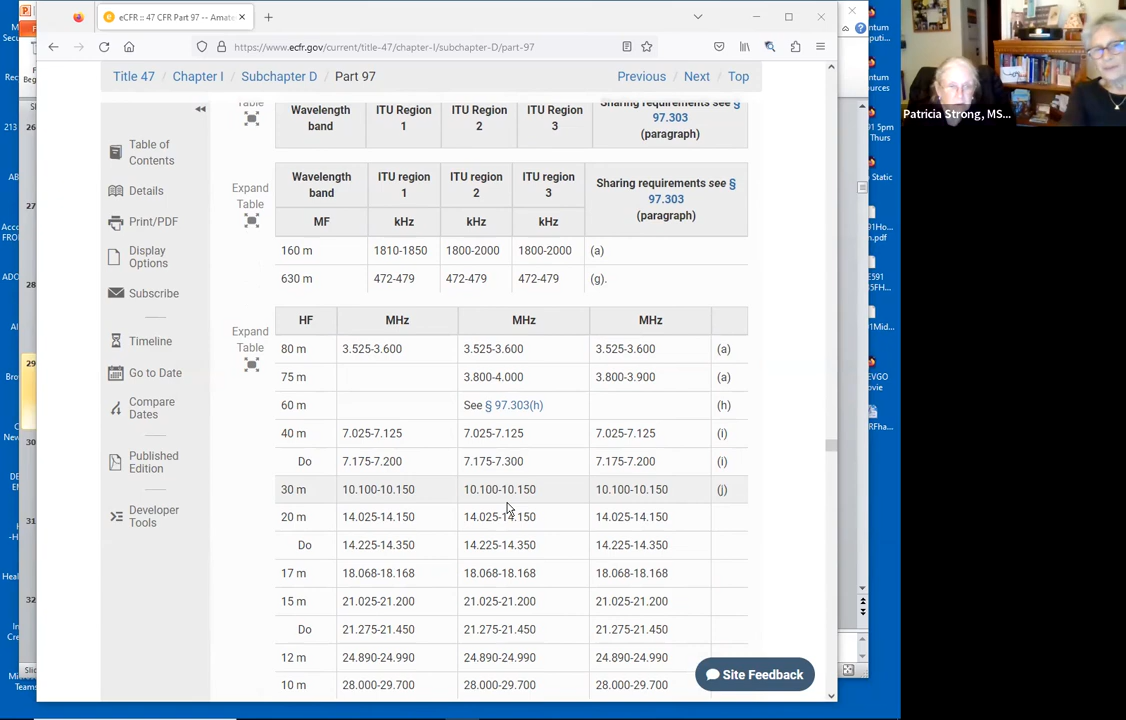 eCFR :: 47 CFR Part 97 -- Amate
https://www.ecfr.gov/current/title-47/chapter-I/subchapter-D/part-97
Title 47 Chapter I Subchapter D Part 97 Previous Next Top
Table of
Contents
Details
Print/PDF
Display
Options
Subscribe
Timeline
Go to Date
Compare
Dates
Published
Edition
Developer
Tools
Table
Wavelength
band
ITU Region
1
ITU Region
2
ITU Region
3
Sharing requirements see §
97.303
(paragraph)
Expand
Table
Wavelength
band
ITU region
1
ITU region
2
ITU region
3
Sharing requirements see §
97.303
(paragraph)
MF kHz kHz kHz
160 m 1810-1850 1800-2000 1800-2000 (a)
630 m 472-479 472-479 472-479 (g).
Expand
Table
HF MHz MHz MHz
80 m 3.525-3.600 3.525-3.600 3.525-3.600 (a)
75 m 3.800-4.000 3.800-3.900 (a)
60 m See § 97.303(h) (h)
40 m 7.025-7.125 7.025-7.125 7.025-7.125 (i)
Do 7.175-7.200 7.175-7.300 7.175-7.200 (i)
30 m 10.100-10.150 10.100-10.150 10.100-10.150 (j)
20 m 14.025-14.150 14.025-14.150 14.025-14.150
Do 14.225-14.350 14.225-14.350 14.225-14.350
17 m 18.068-18.168 18.068-18.168 18.068-18.168
15 m 21.025-21.200 21.025-21.200 21.025-21.200
Do 21.275-21.450 21.275-21.450 21.275-21.450
12 m 24.890-24.990 24.890-24.990 24.890-24.990
10 m 28.000-29.700 28.000-29.700 28.000-29.700
Site Feedback
Patricia Strong, MS...